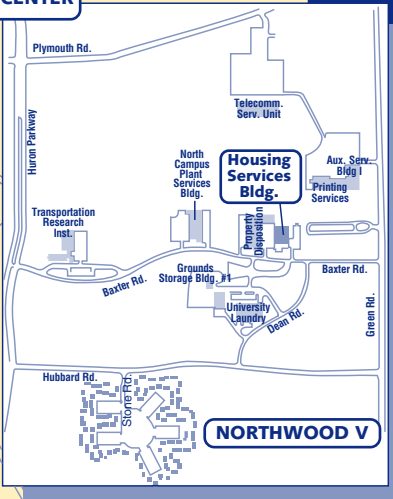 CENTER
Plymouth Rd.
Huron Parkway
Telecomm.
Serv. Unit
North
Campus
Plant
Services
Bldg.
Housing
Services
Bldg.
Aux. Serv.
Bldg I
Printing
Services
Transportation
Research
Inst.
Property
Disposition
Baxter Rd.
Grounds
Storage Bldg. #1
Baxter Rd.
University
Laundry
Dean Rd.
Green Rd.
Hubbard Rd.
Stone Rd.
NORTHWOOD V